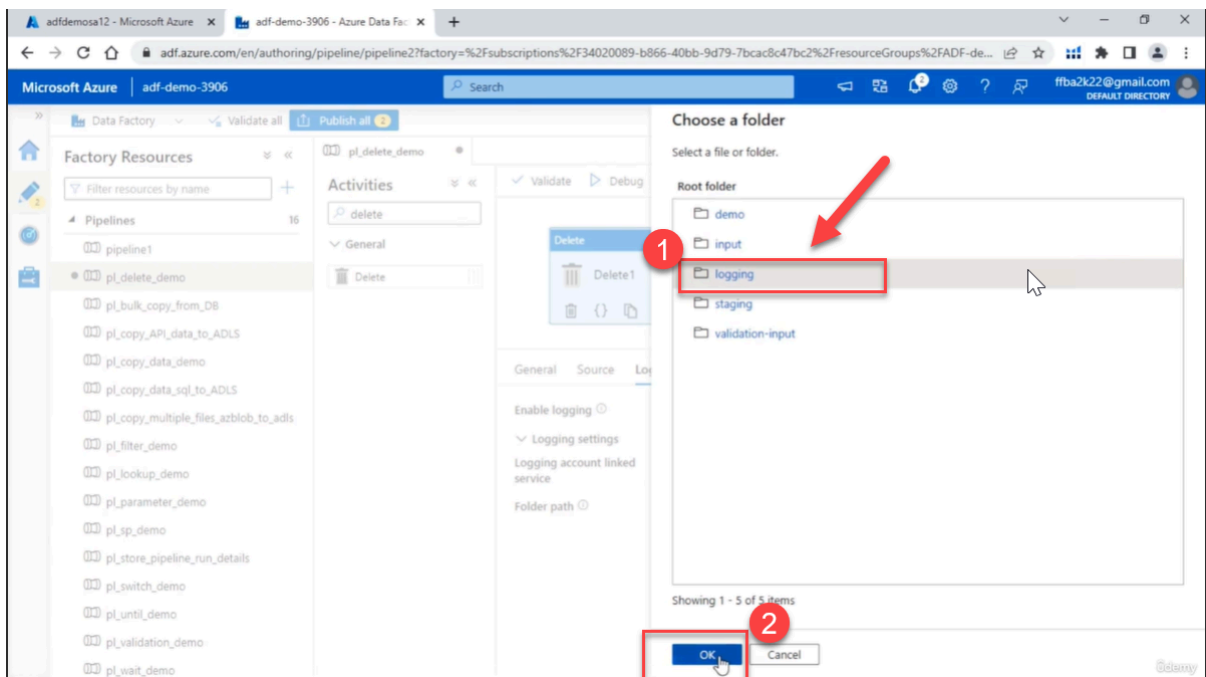 adfdemosa12 - Microsoft Azure
adf-demo-3906 - Azure Data Fac
adf.azure.com/en/authoring/pipeline/pipeline2?factory=%2Fsubscriptions%2F34020089-b866-40bb-9d79-7bcac8c47bc2%2FresourceGroups%2FADF-de...
Microsoft Azure
adf-demo-3906
Search
2
ffba2k22@gmail.com
DEFAULT DIRECTORY
Data Factory
Validate all
Publish all 2
2
Factory Resources
Filter resources by name
Pipelines 16
pipeline1
pl_delete_demo
pl_bulk_copy_from_DB
pl_copy_API_data_to_ADLS
pl_copy_data_demo
pl_copy_data_sql_to_ADLS
pl_copy_multiple_files_azblob_to_adls
pl_filter_demo
pl_lookup_demo
pl_parameter_demo
pl_sp_demo
pl_store_pipeline_run_details
pl_switch_demo
pl_until_demo
pl_validation_demo
pl_wait_demo
pl_delete_demo
Activities
delete
General
Delete
Validate
Debug
Delete
Delete1
General
Source
Enable logging
Logging settings
Logging account linked
service
Folder path
Choose a folder
Select a file or folder.
Root folder
demo
input
1
logging
staging
validation-input
Showing 1 - 5 of 5 items
2
OK
Cancel
ûdemy